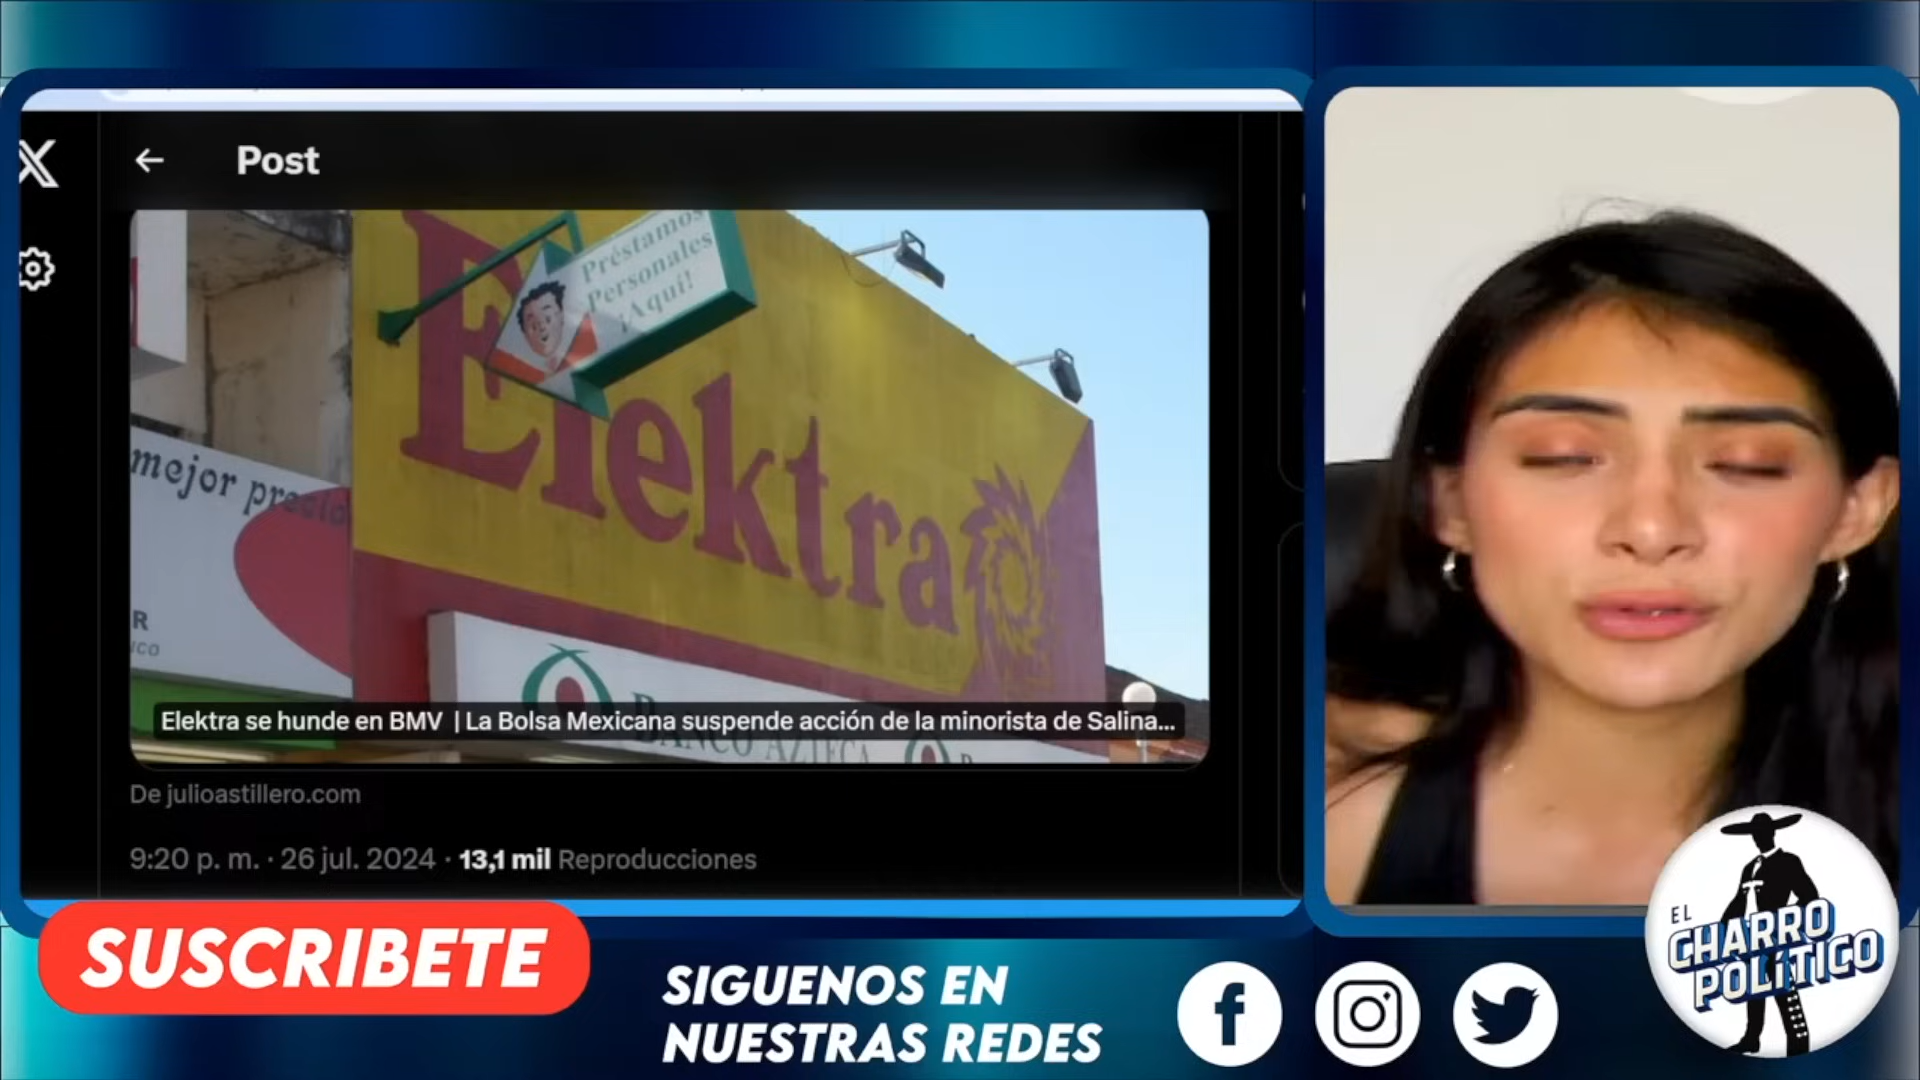 X
Post
Préstamos
Personales
¡Aquí!
Elektra
mejor precio
R
Elektra se hunde en BMV | La Bolsa Mexicana suspende acción de la minorista de Salina...
BANCO AZTECA
De julioastillero.com
9:20 p. m. · 26 jul. 2024 · 13,1 mil Reproducciones
SUSCRIBETE
SIGUENOS EN
NUESTRAS REDES
EL
CHARRO
POLÍTICO